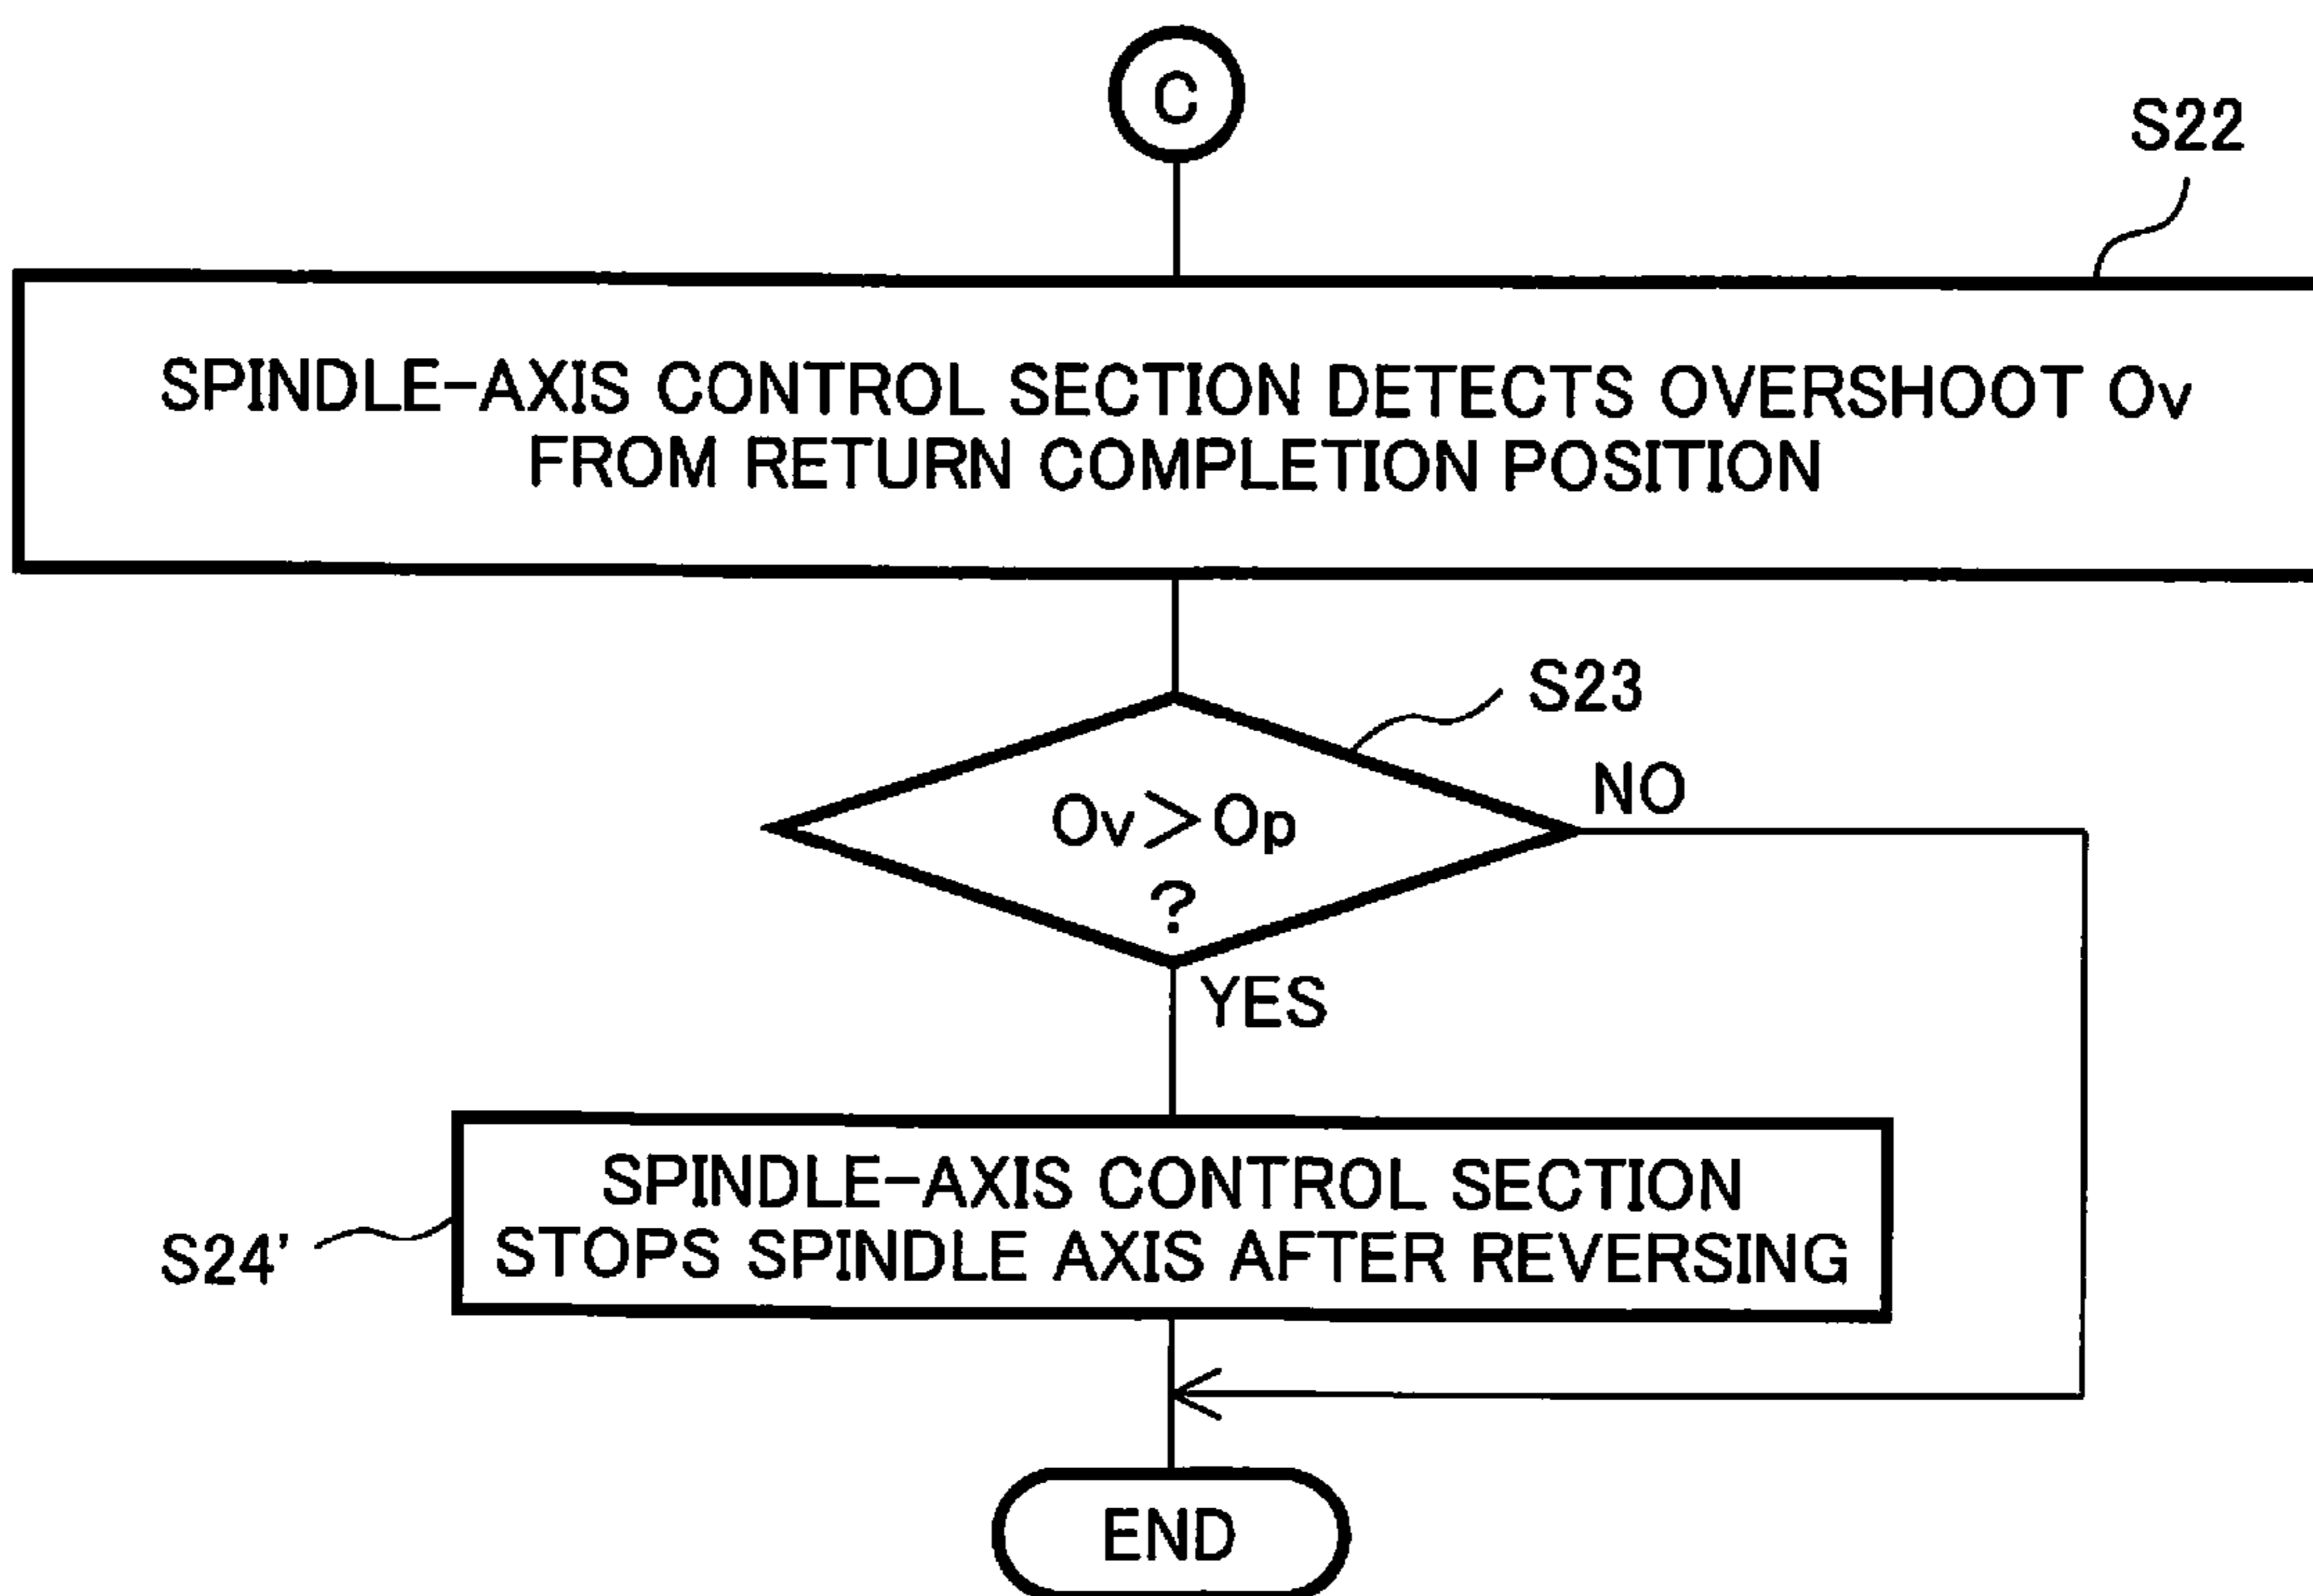 C
S22
SPINDLE-AXIS CONTROL SECTION DETECTS OVERSHOOT Ov
FROM RETURN COMPLETION POSITION
S23
NO
Ov>Op
?
YES
SPINDLE-AXIS CONTROL SECTION
STOPS SPINDLE AXIS AFTER REVERSING
S24'
END